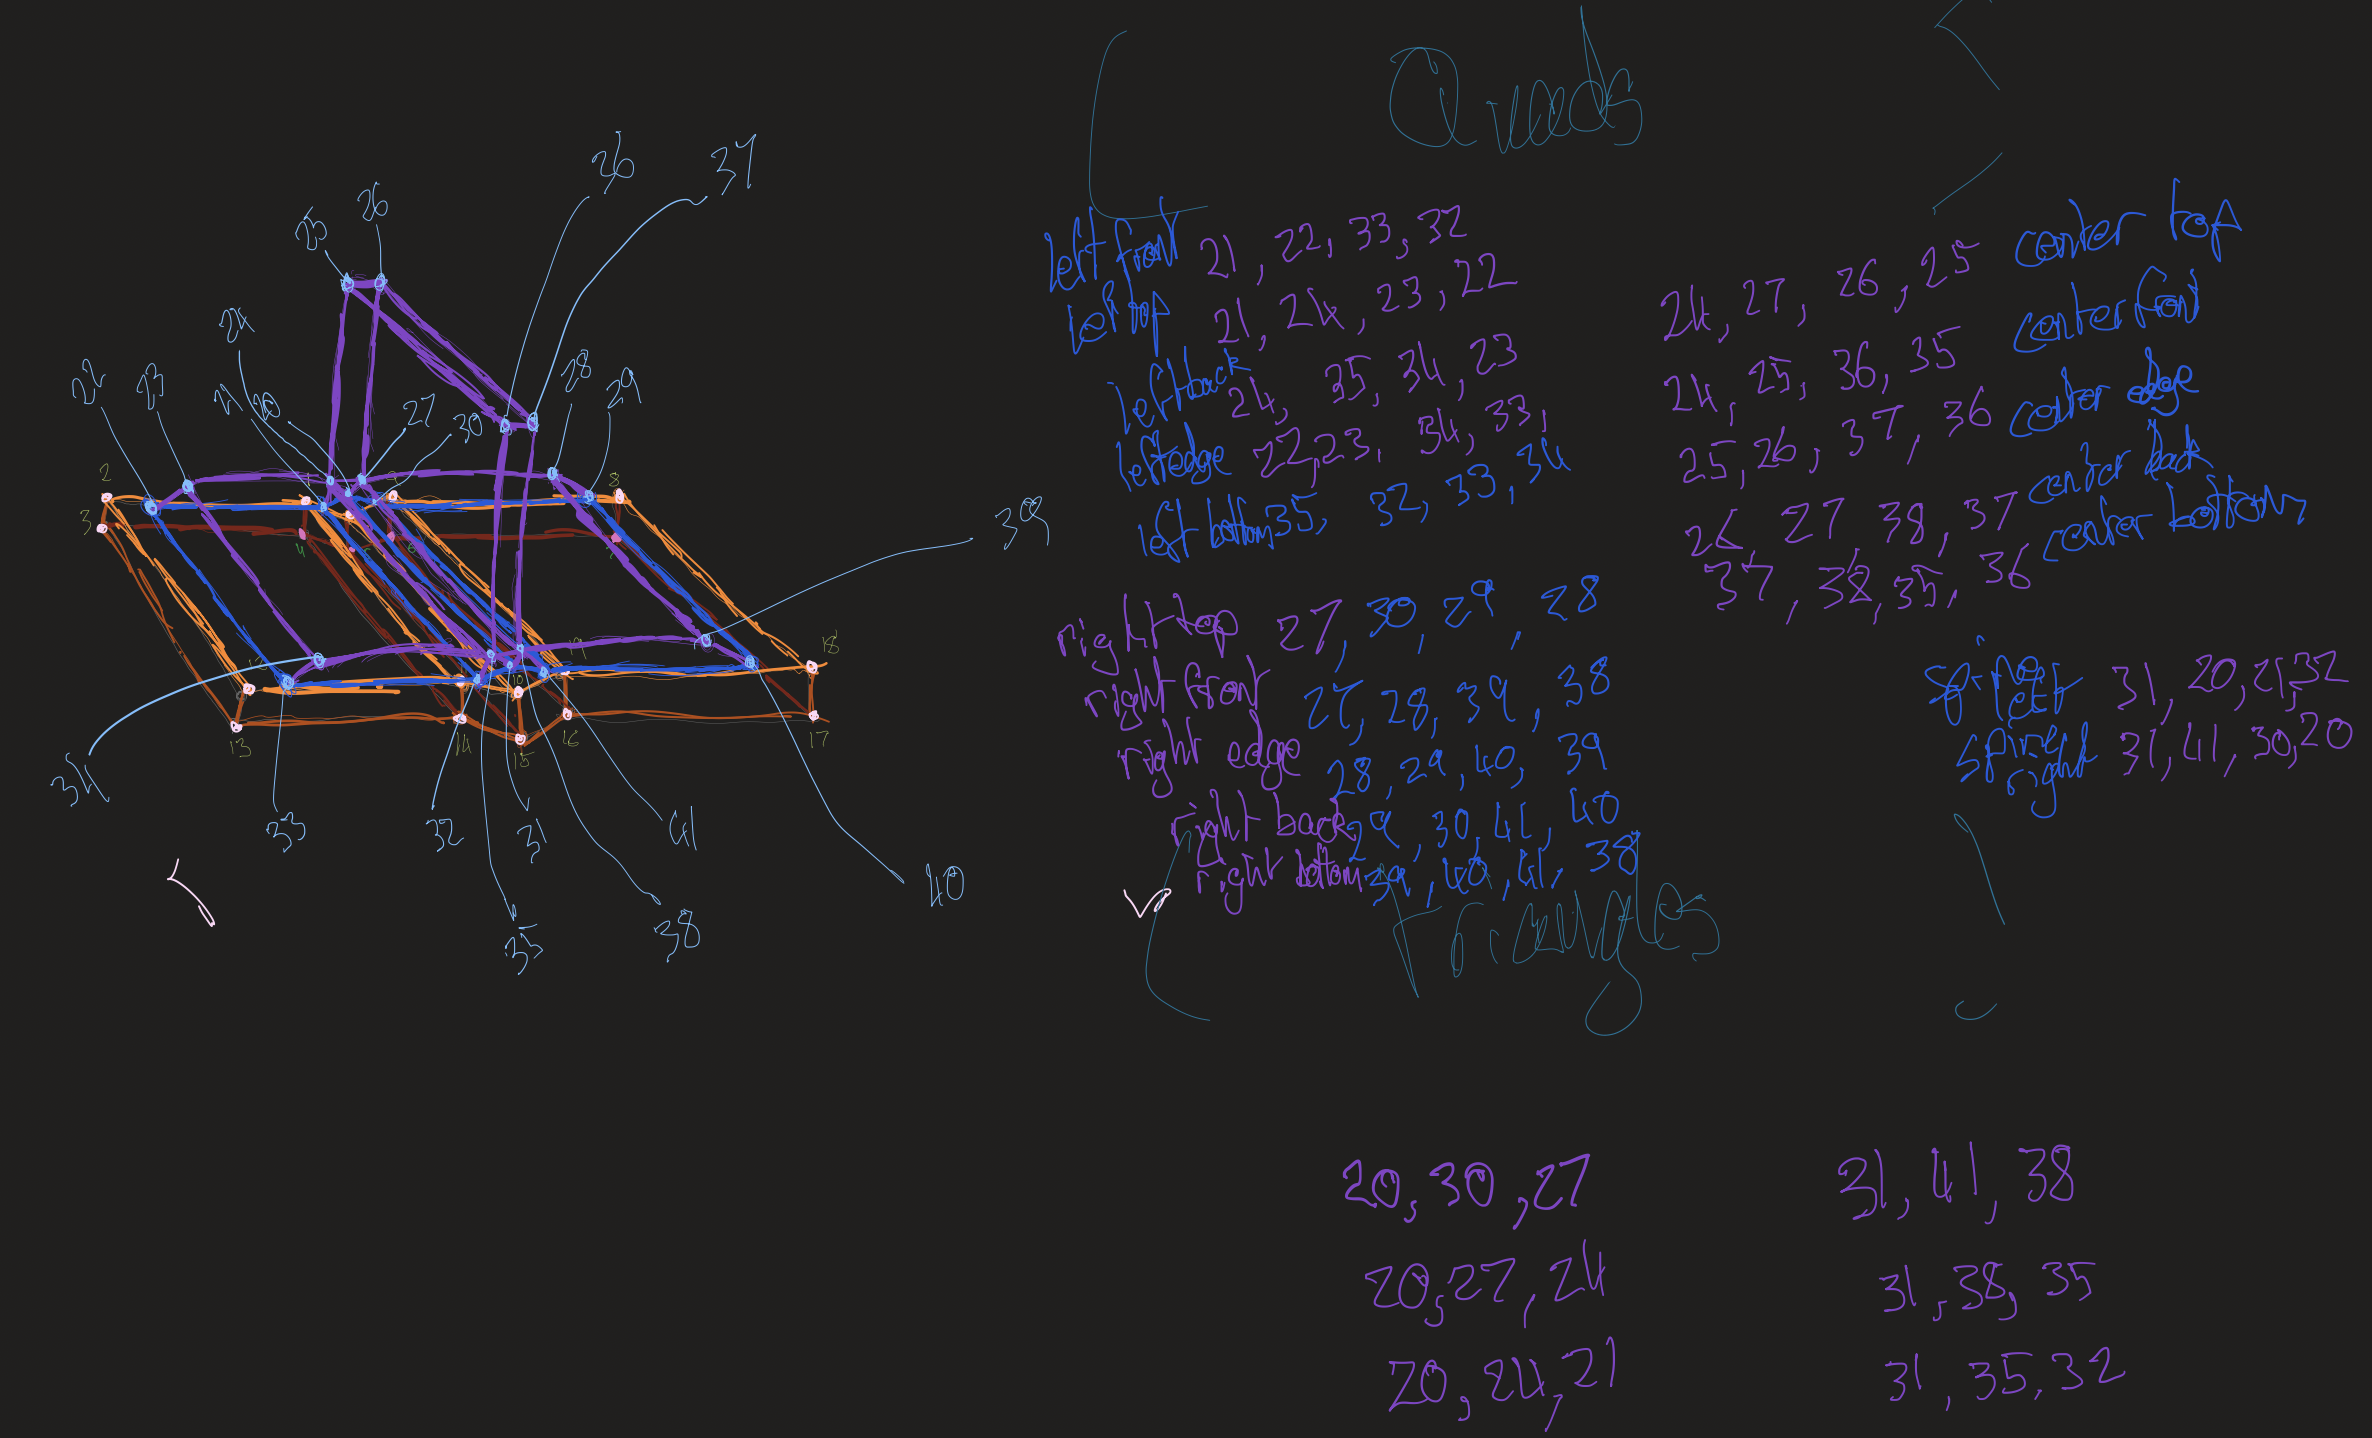 Quads
left front 21, 22, 33, 32
left top 21, 24, 23, 22
left back 24, 35, 34, 23
left edge 22,23, 34, 33,
left bottom 35, 32, 33, 34
24, 27, 26, 25 center top
24, 25, 36, 35 center front
25, 26, 37, 36 center edge
26, 27, 38, 37 center back
37, 38, 35, 36 center bottom
right top 27, 30, 29, 28
right front 27, 28, 39, 38
right edge 28, 29, 40, 39
right back 29, 30, 41, 40
right bottom 39, 40, 41, 38
spine left 31, 20, 21, 32
spine right 31, 41, 30, 20
Triangles
20, 30, 27
20, 27, 24
20, 24, 21
31, 41, 38
31, 38, 35
31, 35, 32
36
37
25
26
24
22
23
21
20
27
30
28
29
2
3
4
8
39
19
18
13
14
15
16
17
34
33
32
31
41
35
38
40